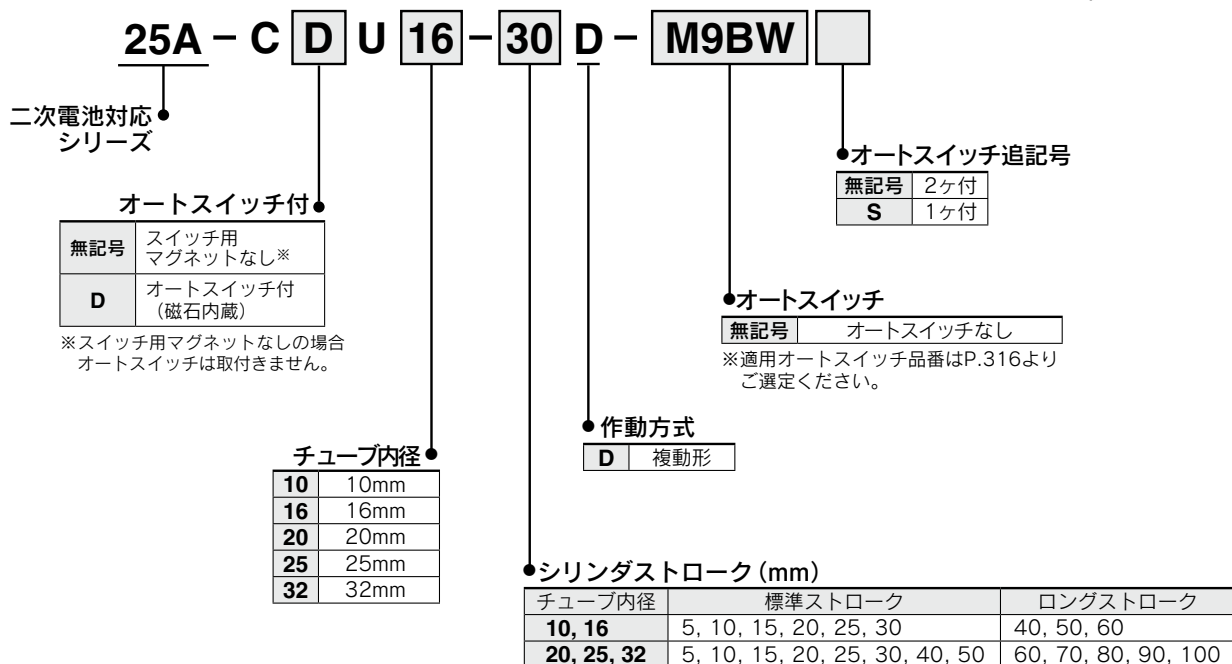 25A - C D U 16 - 30 D - M9BW
二次電池対応
シリーズ
オートスイッチ付
無記号 スイッチ用
マグネットなし※
D オートスイッチ付
（磁石内蔵）
※スイッチ用マグネットなしの場合
オートスイッチは取付きません。
チューブ内径
10 10mm
16 16mm
20 20mm
25 25mm
32 32mm
シリンダストローク(mm)
チューブ内径 標準ストローク ロングストローク
10, 16 5, 10, 15, 20, 25, 30 40, 50, 60
20, 25, 32 5, 10, 15, 20, 25, 30, 40, 50 60, 70, 80, 90, 100
作動方式
D 複動形
オートスイッチ
無記号 オートスイッチなし
※適用オートスイッチ品番はP.316より
ご選定ください。
オートスイッチ追記号
無記号 2ヶ付
S 1ヶ付